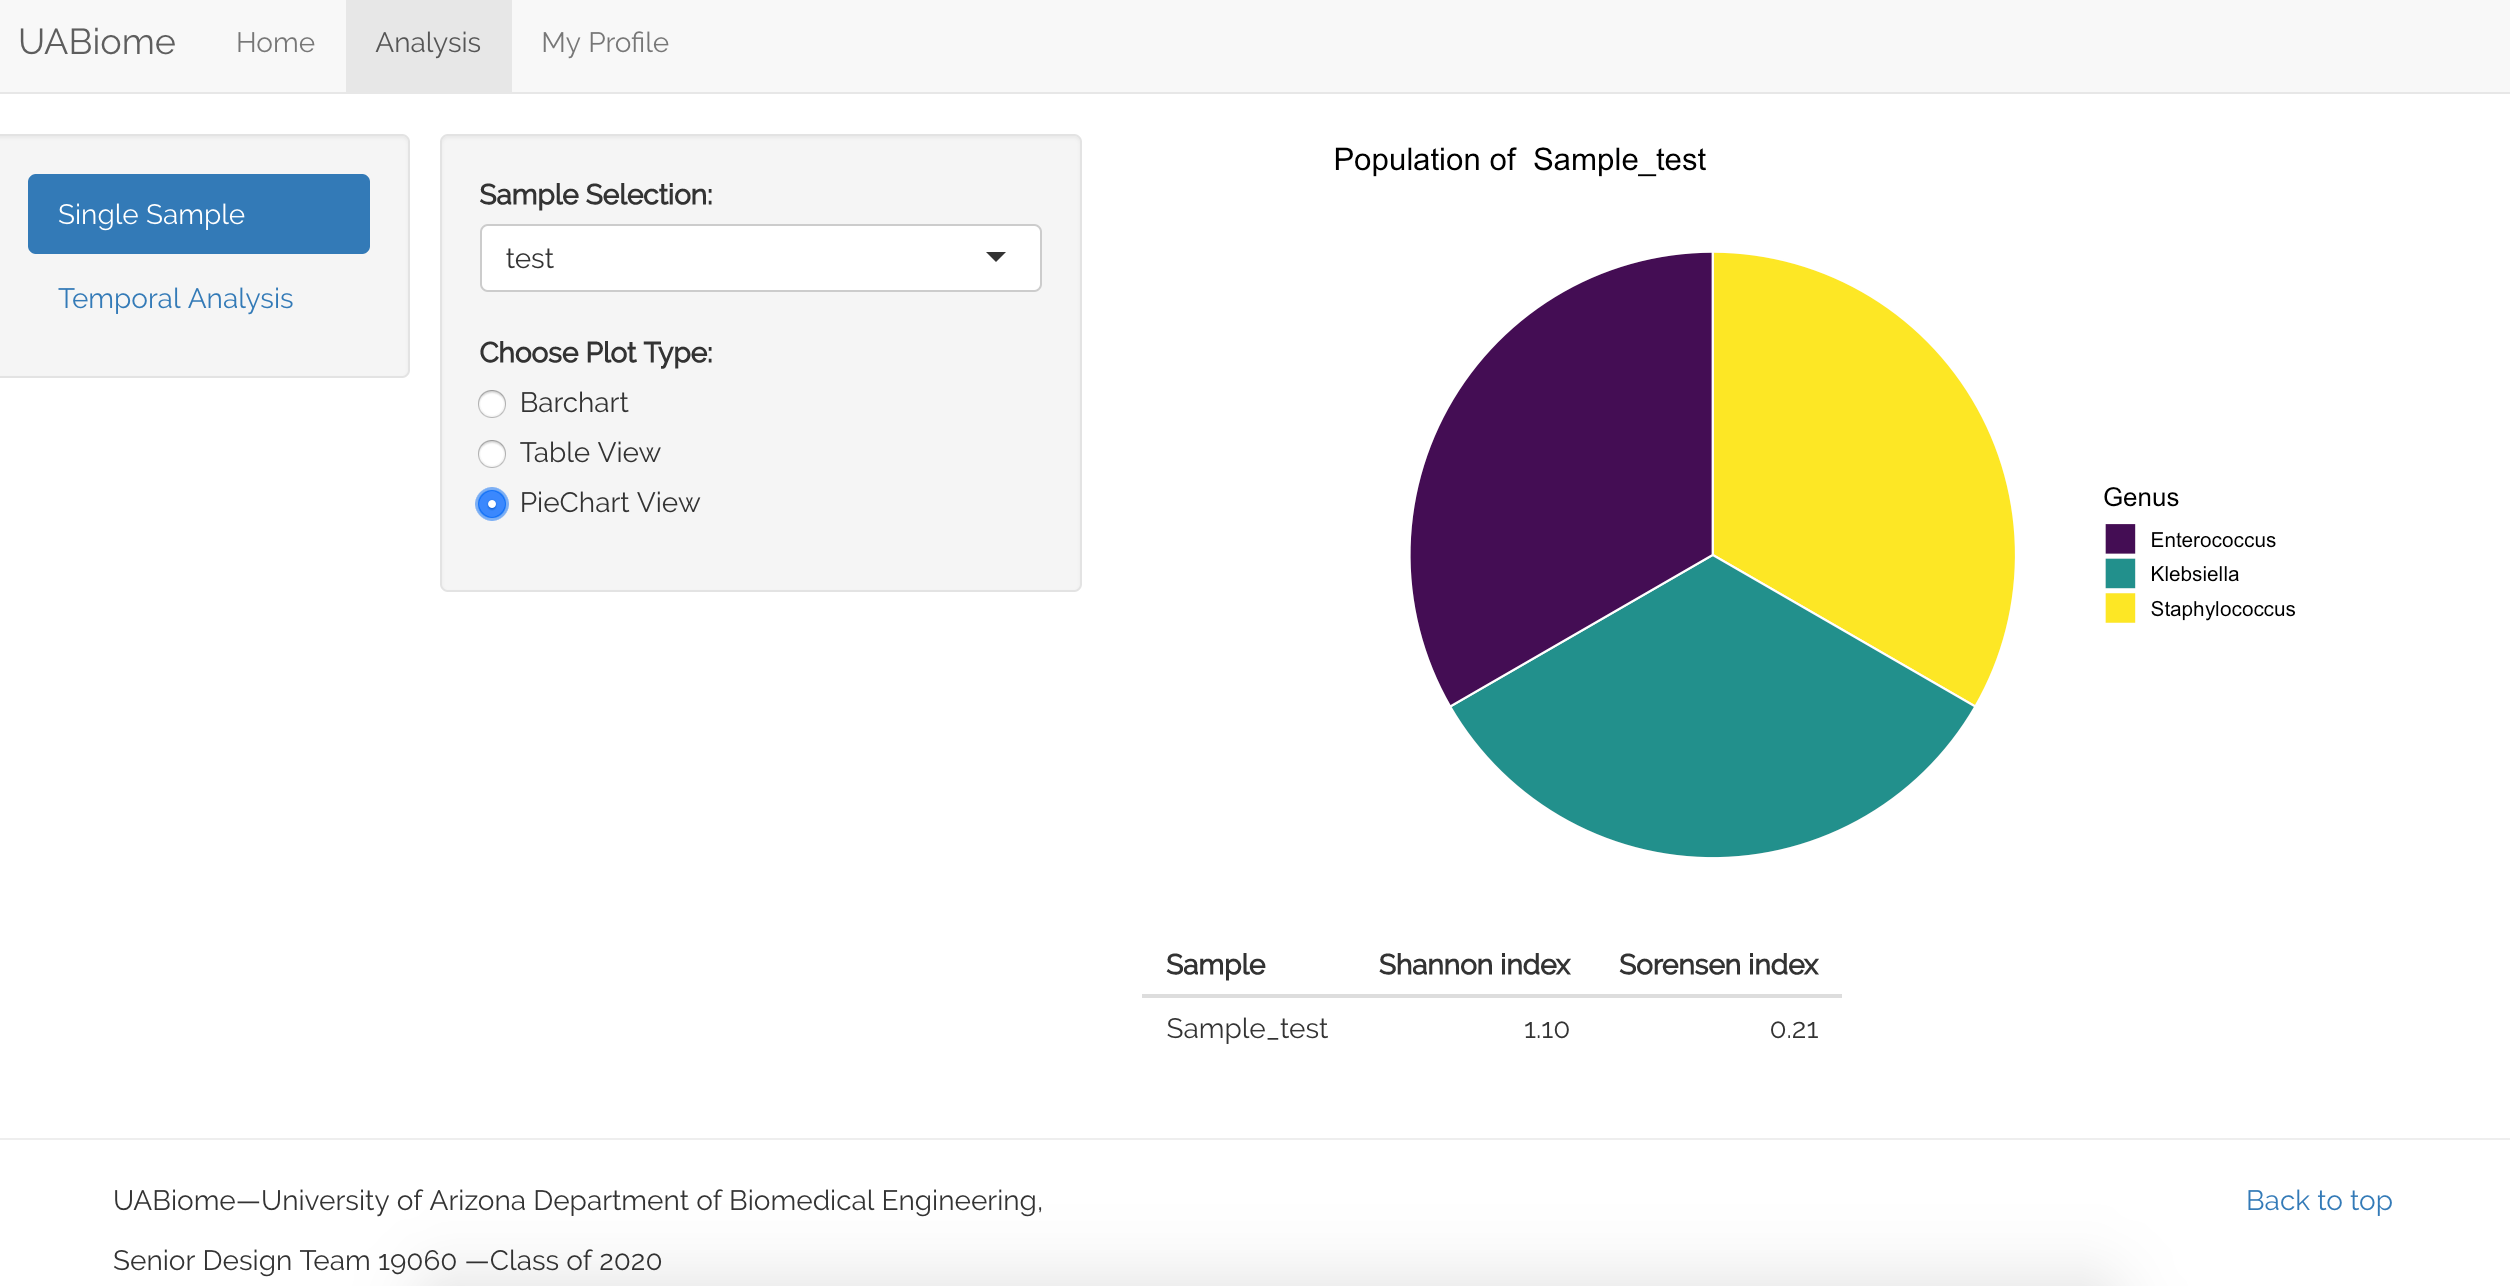 UABiome Home Analysis My Profile
Single Sample
Temporal Analysis
Sample Selection:
test
Choose Plot Type:
Barchart
Table View
PieChart View
Population of  Sample_test
Genus
Enterococcus
Klebsiella
Staphylococcus
Sample Shannon index Sorensen index
Sample_test 1.10 0.21
UABiome—University of Arizona Department of Biomedical Engineering,
Senior Design Team 19060 —Class of 2020
Back to top